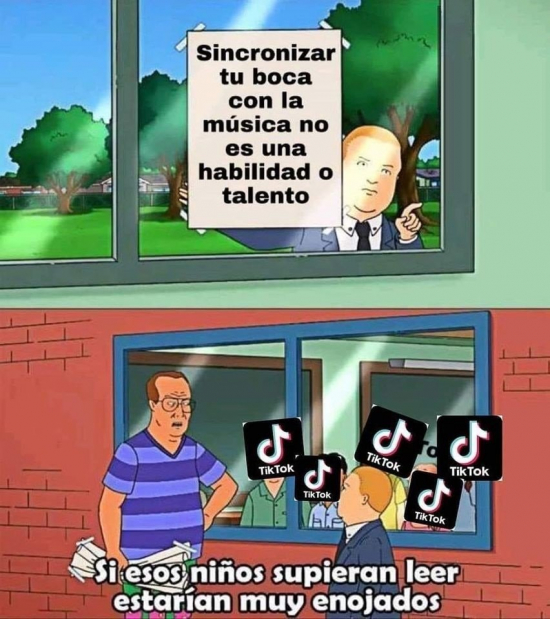 Sincronizar
tu boca
con la
música no
es una
habilidad o
talento
TikTok
TikTok
TikTok
TikTok
TikTok
Si esos niños supieran leer
estarían muy enojados